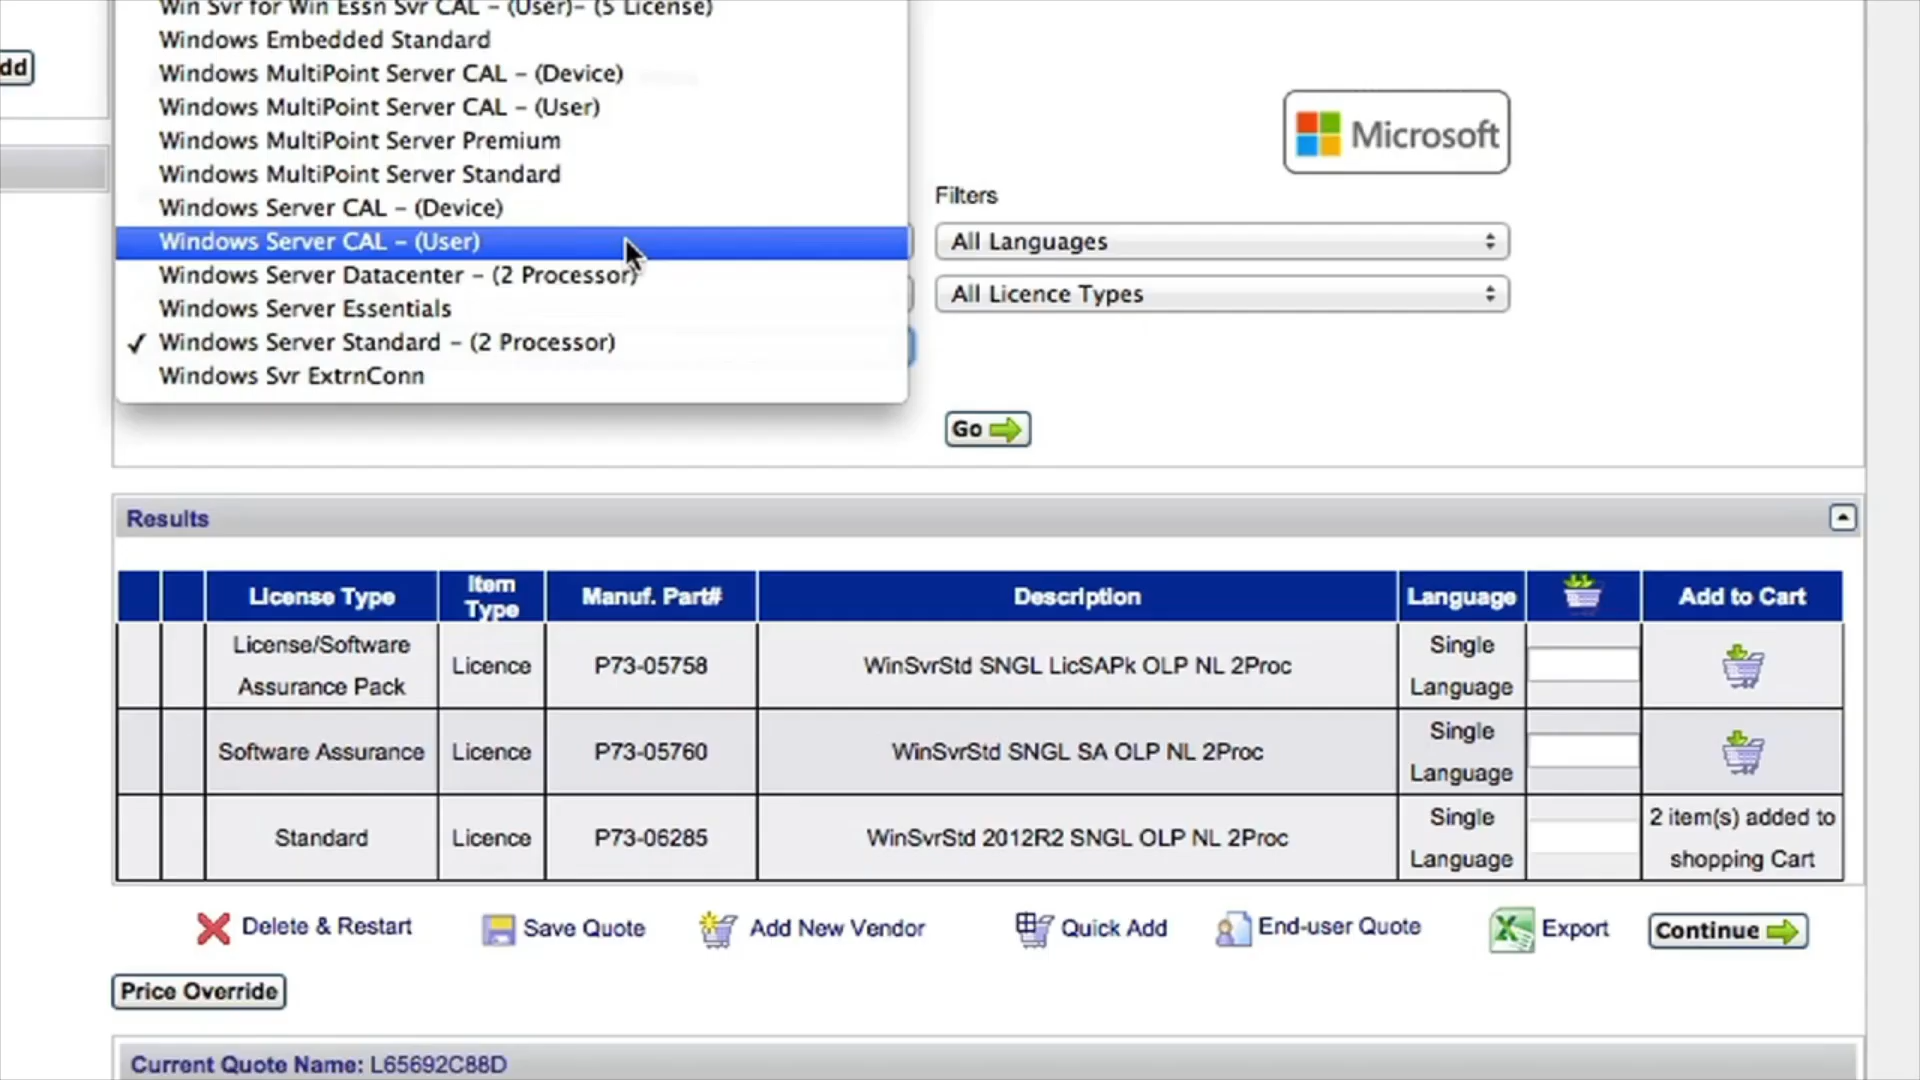 Win Svr for Win Essn Svr CAL – (User)– (5 License)
Windows Embedded Standard
dd
Windows MultiPoint Server CAL – (Device)
Windows MultiPoint Server CAL – (User)
Windows MultiPoint Server Premium
Windows MultiPoint Server Standard
Windows Server CAL – (Device)
Windows Server CAL – (User)
Windows Server Datacenter – (2 Processor)
Windows Server Essentials
✓ Windows Server Standard – (2 Processor)
Windows Svr ExtrnConn
Microsoft
Filters
All Languages
All Licence Types
Go
Results
License Type
Item
Type
Manuf. Part#
Description
Language
Add to Cart
License/Software
Assurance Pack
Licence
P73-05758
WinSvrStd SNGL LicSAPk OLP NL 2Proc
Single
Language
Software Assurance
Licence
P73-05760
WinSvrStd SNGL SA OLP NL 2Proc
Single
Language
Standard
Licence
P73-06285
WinSvrStd 2012R2 SNGL OLP NL 2Proc
Single
Language
2 item(s) added to
shopping Cart
Delete & Restart
Save Quote
Add New Vendor
Quick Add
End-user Quote
Export
Continue
Price Override
Current Quote Name: L65692C88D